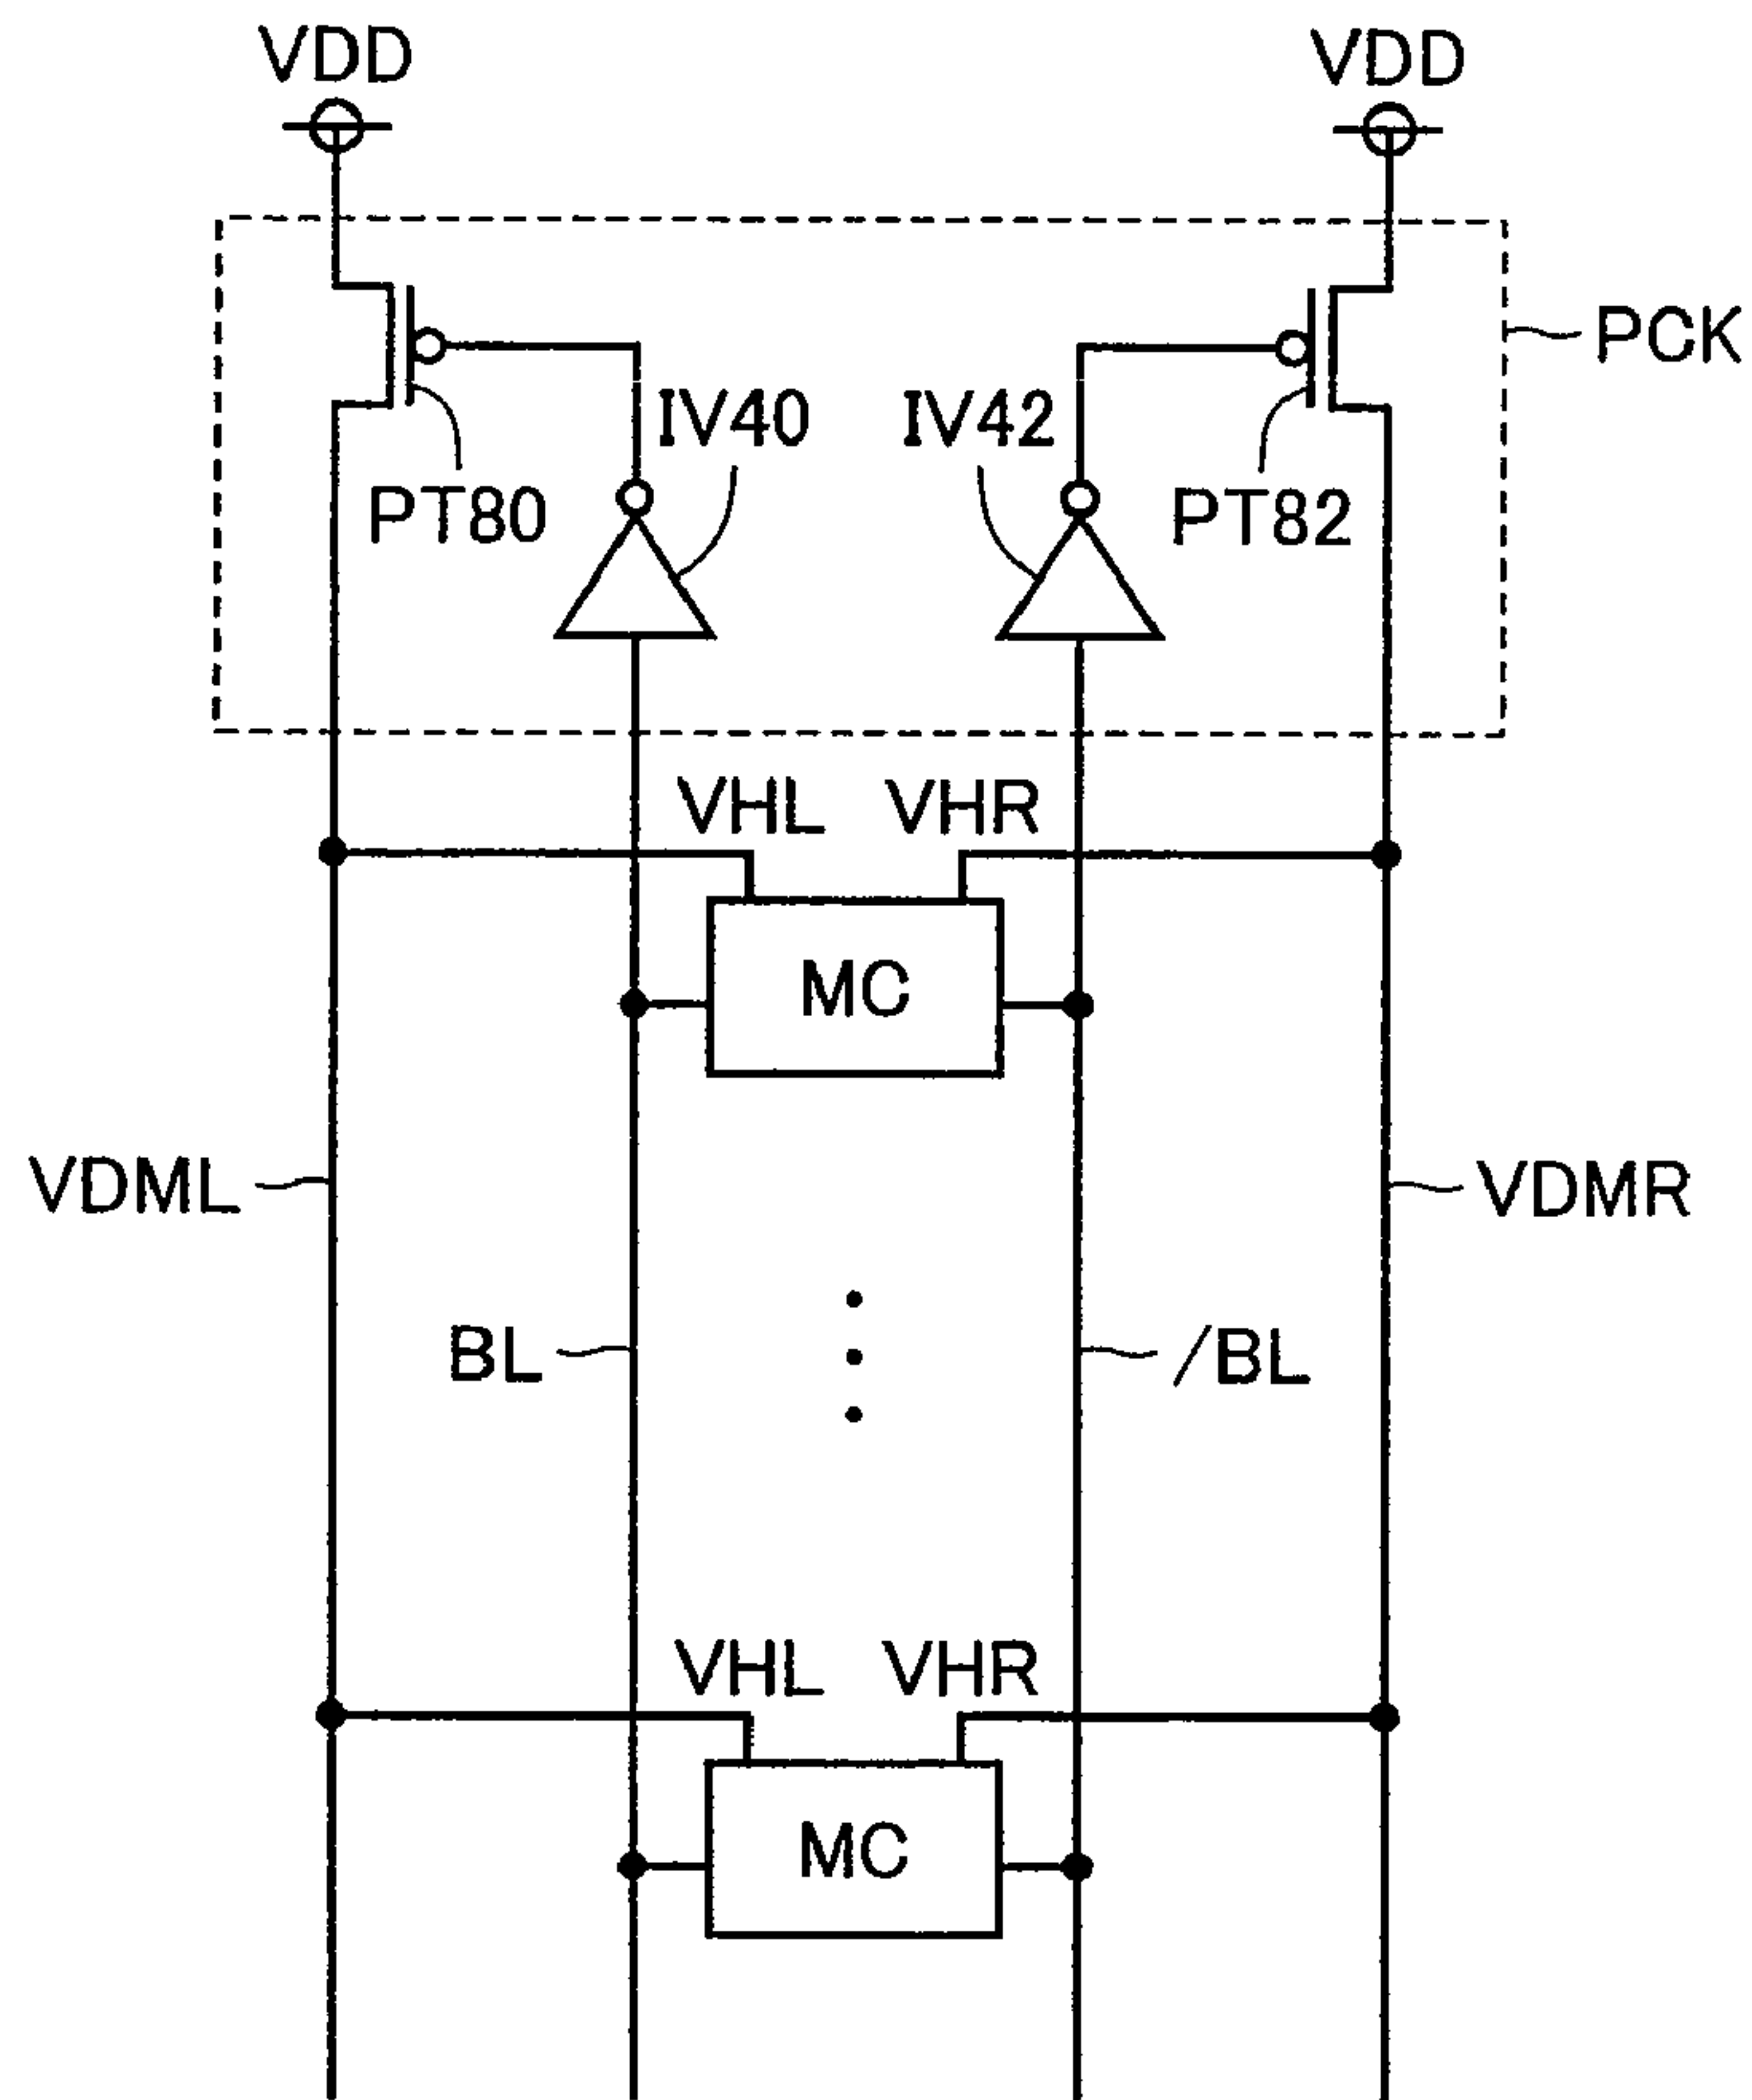 VDD
VDD
PCK
IV40
IV42
PT80
PT82
VHL
VHR
MC
VDML
VDMR
BL
/BL
VHL
VHR
MC